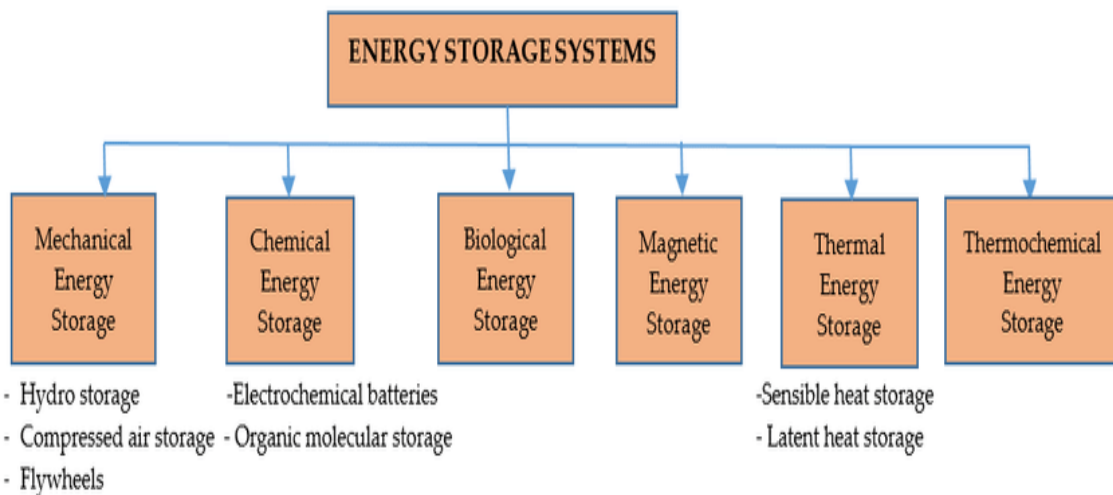 ENERGY STORAGE SYSTEMS
Mechanical
Energy
Storage
Chemical
Energy
Storage
Biological
Energy
Storage
Magnetic
Energy
Storage
Thermal
Energy
Storage
Thermochemical
Energy
Storage
- Hydro storage
- Compressed air storage
- Flywheels
-Electrochemical batteries
- Organic molecular storage
-Sensible heat storage
- Latent heat storage